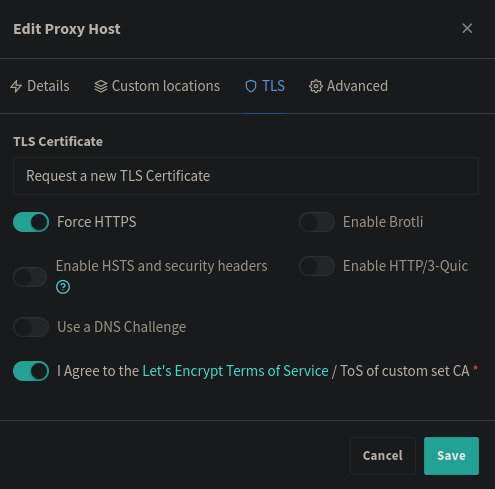 Edit Proxy Host
Details
Custom locations
TLS
Advanced
TLS Certificate
Request a new TLS Certificate
Force HTTPS
Enable Brotli
Enable HSTS and security headers
Enable HTTP/3-Quic
Use a DNS Challenge
I Agree to the Let's Encrypt Terms of Service / ToS of custom set CA *
Cancel
Save